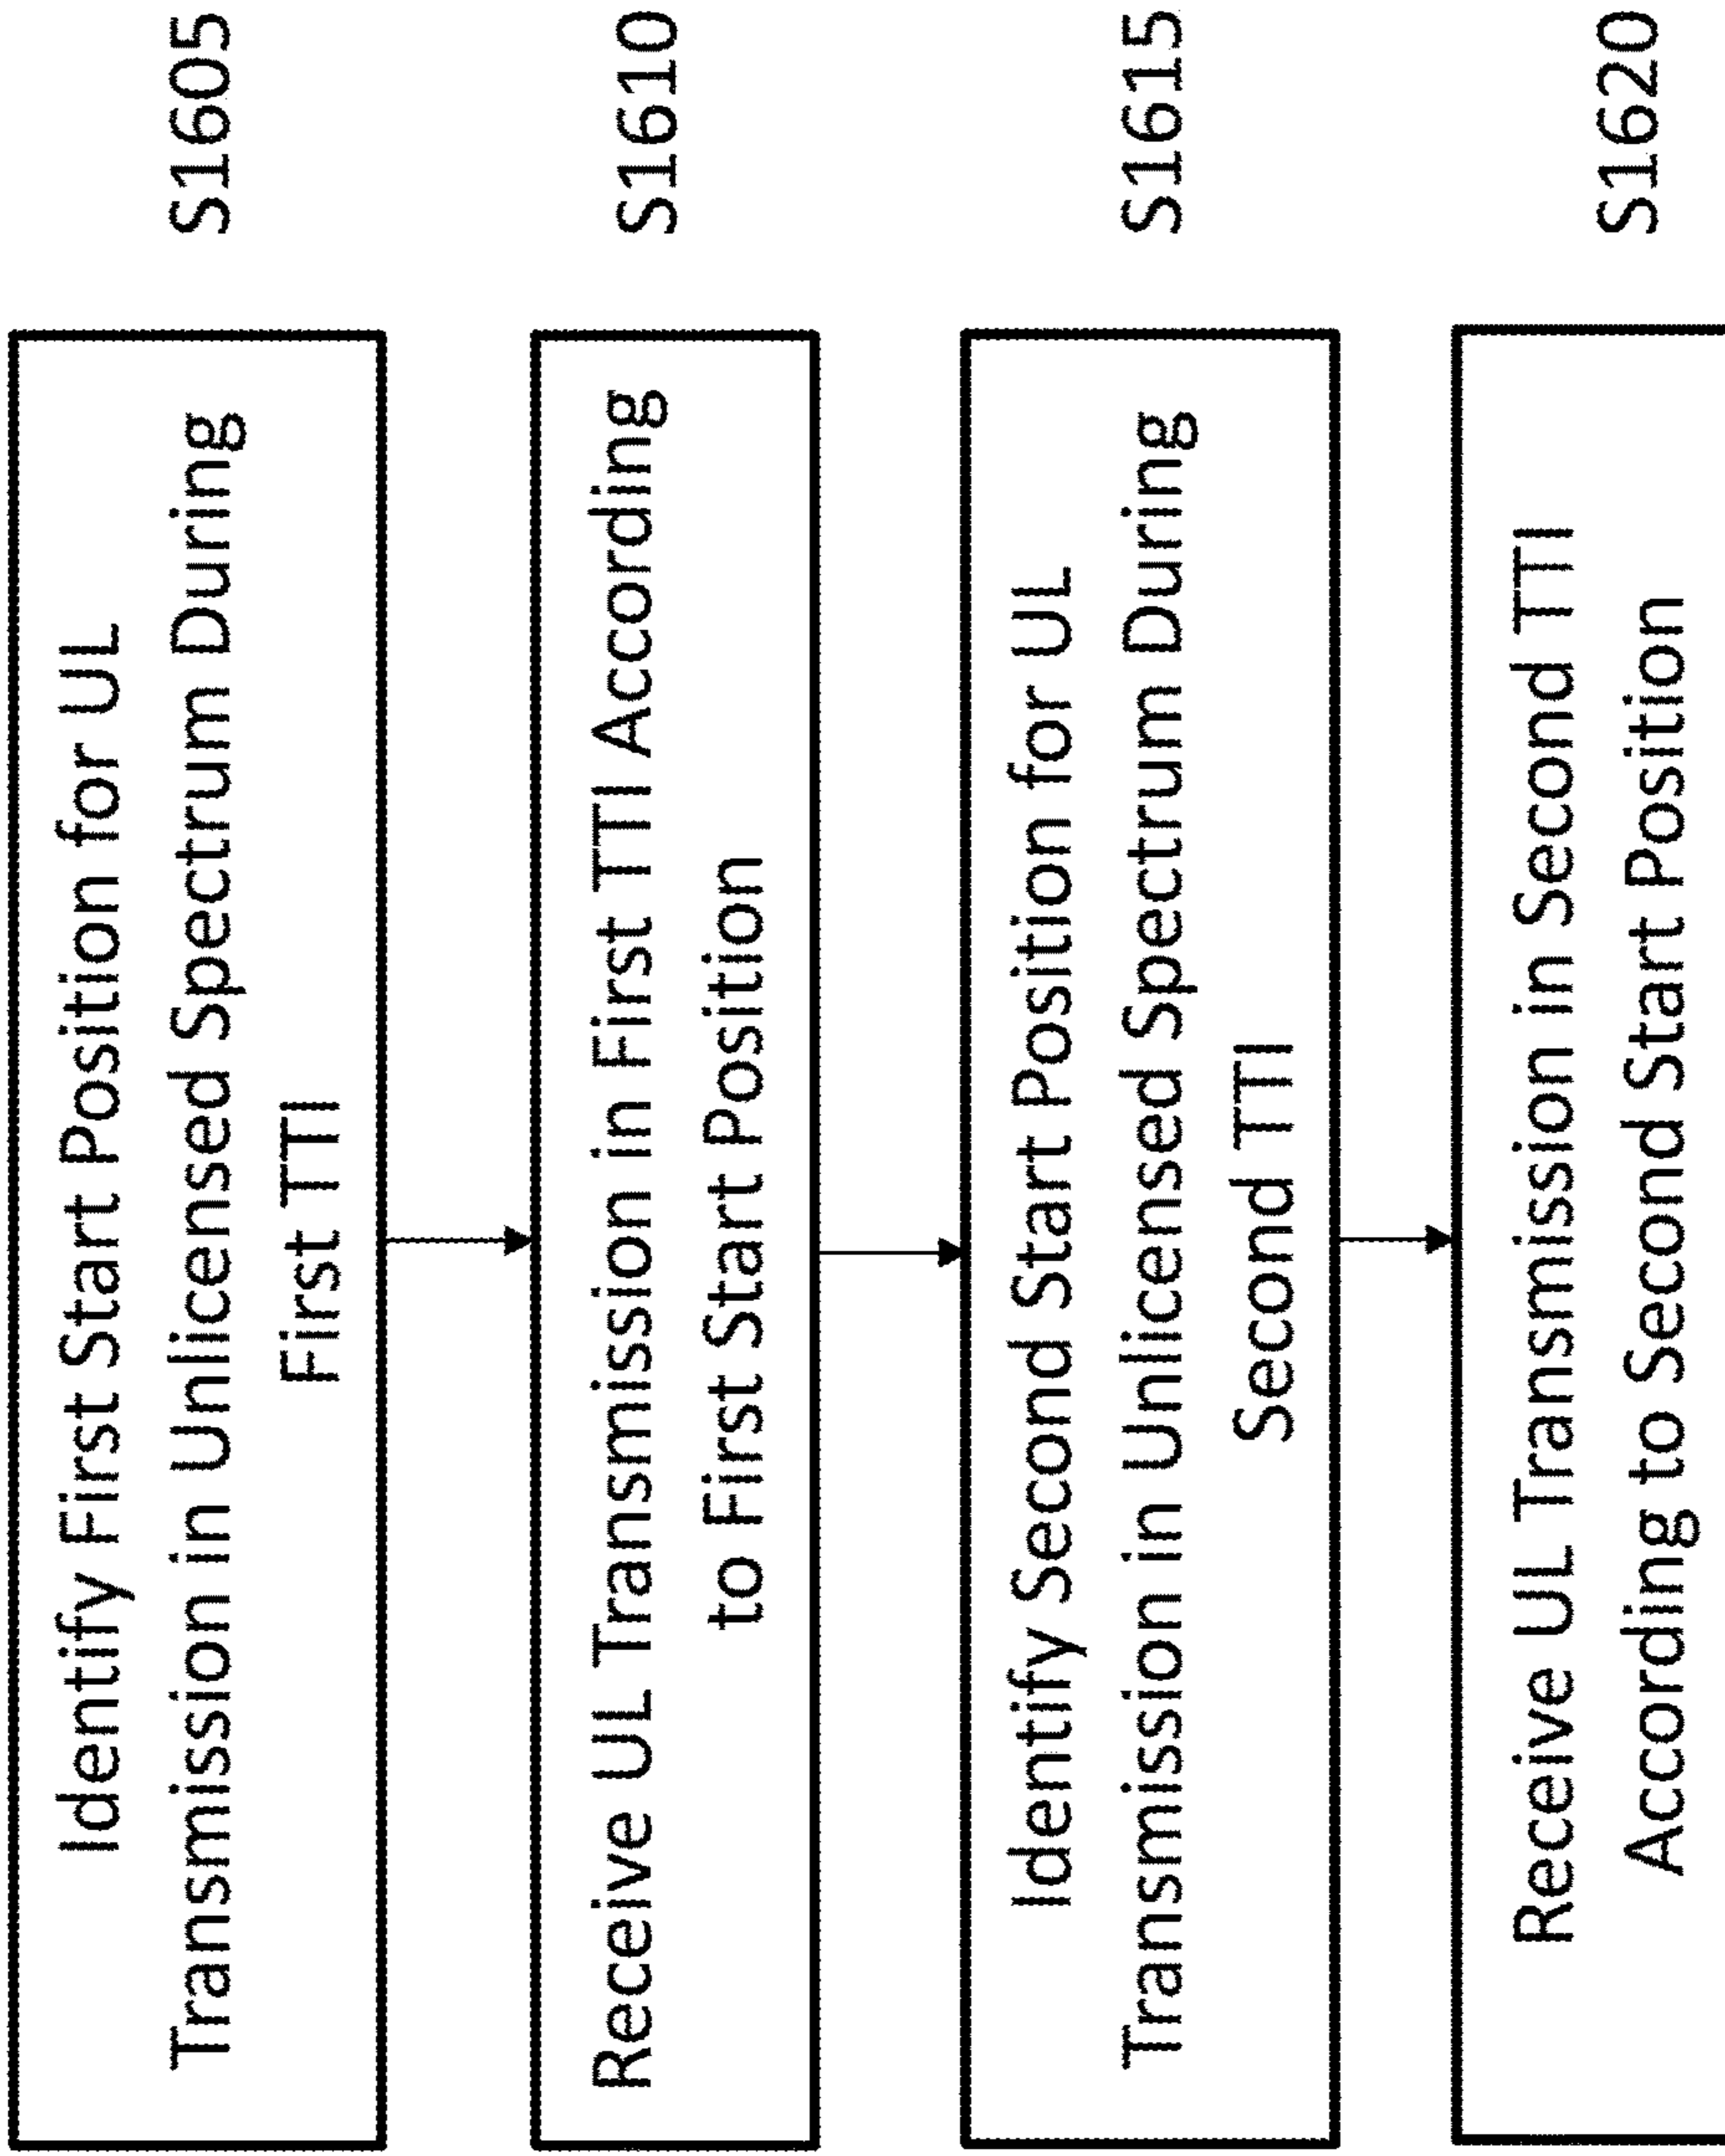 Identify First Start Position for UL
Transmission in Unlicensed Spectrum During
First TTI
S1605
Receive UL Transmission in First TTI According
to First Start Position
S1610
Identify Second Start Position for UL
Transmission in Unlicensed Spectrum During
Second TTI
S1615
Receive UL Transmission in Second TTI
According to Second Start Position
S1620